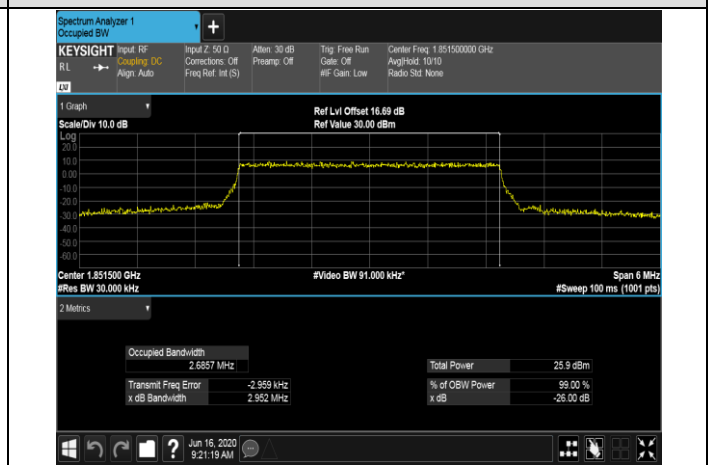 Spectrum Analyzer 1
Occupied BW
+
KEYSIGHT
RL
LXI
Input: RF
Coupling: DC
Align: Auto
Input Z: 50 Ω
Corrections: Off
Freq Ref: Int (S)
Atten: 30 dB
Preamp: Off
Trig: Free Run
Gate: Off
#IF Gain: Low
Center Freq: 1.851500000 GHz
Avg|Hold: 10/10
Radio Std: None
1 Graph
Scale/Div 10.0 dB
Ref Lvl Offset 16.69 dB
Ref Value 30.00 dBm
Log
20.0
10.0
0.00
-10.0
-20.0
-30.0
-40.0
-50.0
-60.0
Center 1.851500 GHz
#Video BW 91.000 kHz*
Span 6 MHz
#Res BW 30.000 kHz
#Sweep 100 ms (1001 pts)
2 Metrics
Occupied Bandwidth
2.6857 MHz
Total Power 25.9 dBm
Transmit Freq Error -2.959 kHz
% of OBW Power 99.00 %
x dB Bandwidth 2.952 MHz
x dB -26.00 dB
?
Jun 16, 2020
9:21:19 AM